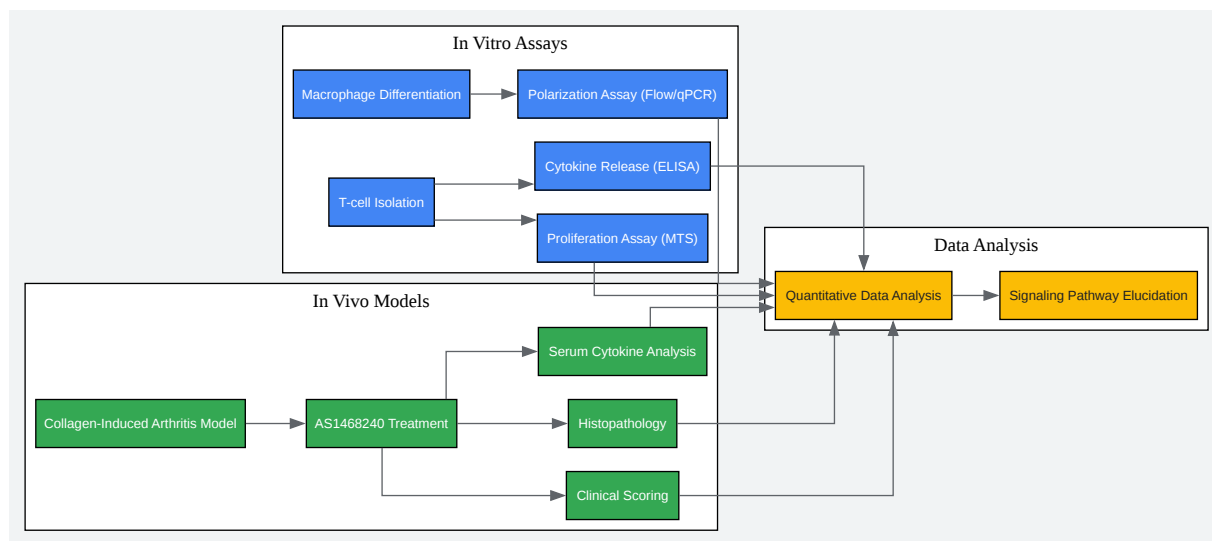 In Vitro Assays
Macrophage Differentiation
Polarization Assay (Flow/qPCR)
Cytokine Release (ELISA)
T-cell Isolation
Proliferation Assay (MTS)
Data Analysis
Quantitative Data Analysis
Signaling Pathway Elucidation
In Vivo Models
Serum Cytokine Analysis
Collagen-Induced Arthritis Model
AS1468240 Treatment
Histopathology
Clinical Scoring